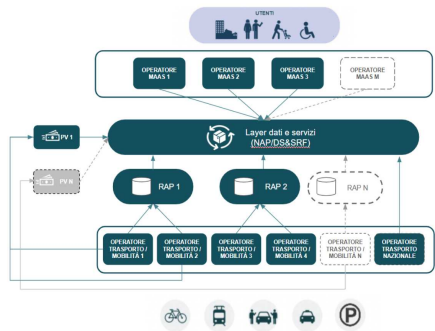 UTENTI
OPERATORE
MAAS 1
OPERATORE
MAAS 2
OPERATORE
MAAS 3
OPERATORE
MAAS M
PV 1
Layer dati e servizi
(NAP/DS&SRF)
PV N
RAP 1
RAP 2
RAP N
OPERATORE
TRASPORTO /
MOBILITÀ 1
OPERATORE
TRASPORTO /
MOBILITÀ 2
OPERATORE
TRASPORTO /
MOBILITÀ 3
OPERATORE
TRASPORTO /
MOBILITÀ 4
OPERATORE
TRASPORTO /
MOBILITÀ N
OPERATORE
TRASPORTO
NAZIONALE
P